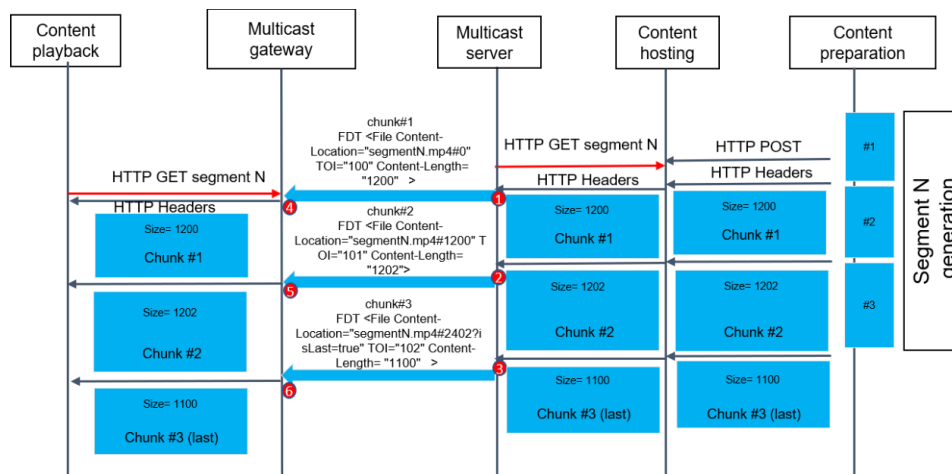 Content
playback
Multicast
gateway
Multicast
server
Content
hosting
Content
preparation
chunk#1
FDT <File Content-
Location="segmentN.mp4#0"
TOI="100" Content-Length=
"1200" >
HTTP GET segment N
HTTP POST
#1
HTTP GET segment N
HTTP Headers
HTTP Headers
HTTP Headers
4
1
chunk#2
FDT <File Content-
Location="segmentN.mp4#1200" T
OI="101" Content-Length=
"1202">
Size= 1200
Chunk #1
Size= 1200
Chunk #1
Size= 1200
Chunk #1
#2
5
2
chunk#3
FDT <File Content-
Location="segmentN.mp4#2402?i
sLast=true" TOI="102" Content-
Length= "1100" >
Size= 1202
Chunk #2
Size= 1202
Chunk #2
Size= 1202
Chunk #2
#3
Segment N
generation
6
3
Size= 1100
Chunk #3 (last)
Size= 1100
Chunk #3 (last)
Size= 1100
Chunk #3 (last)